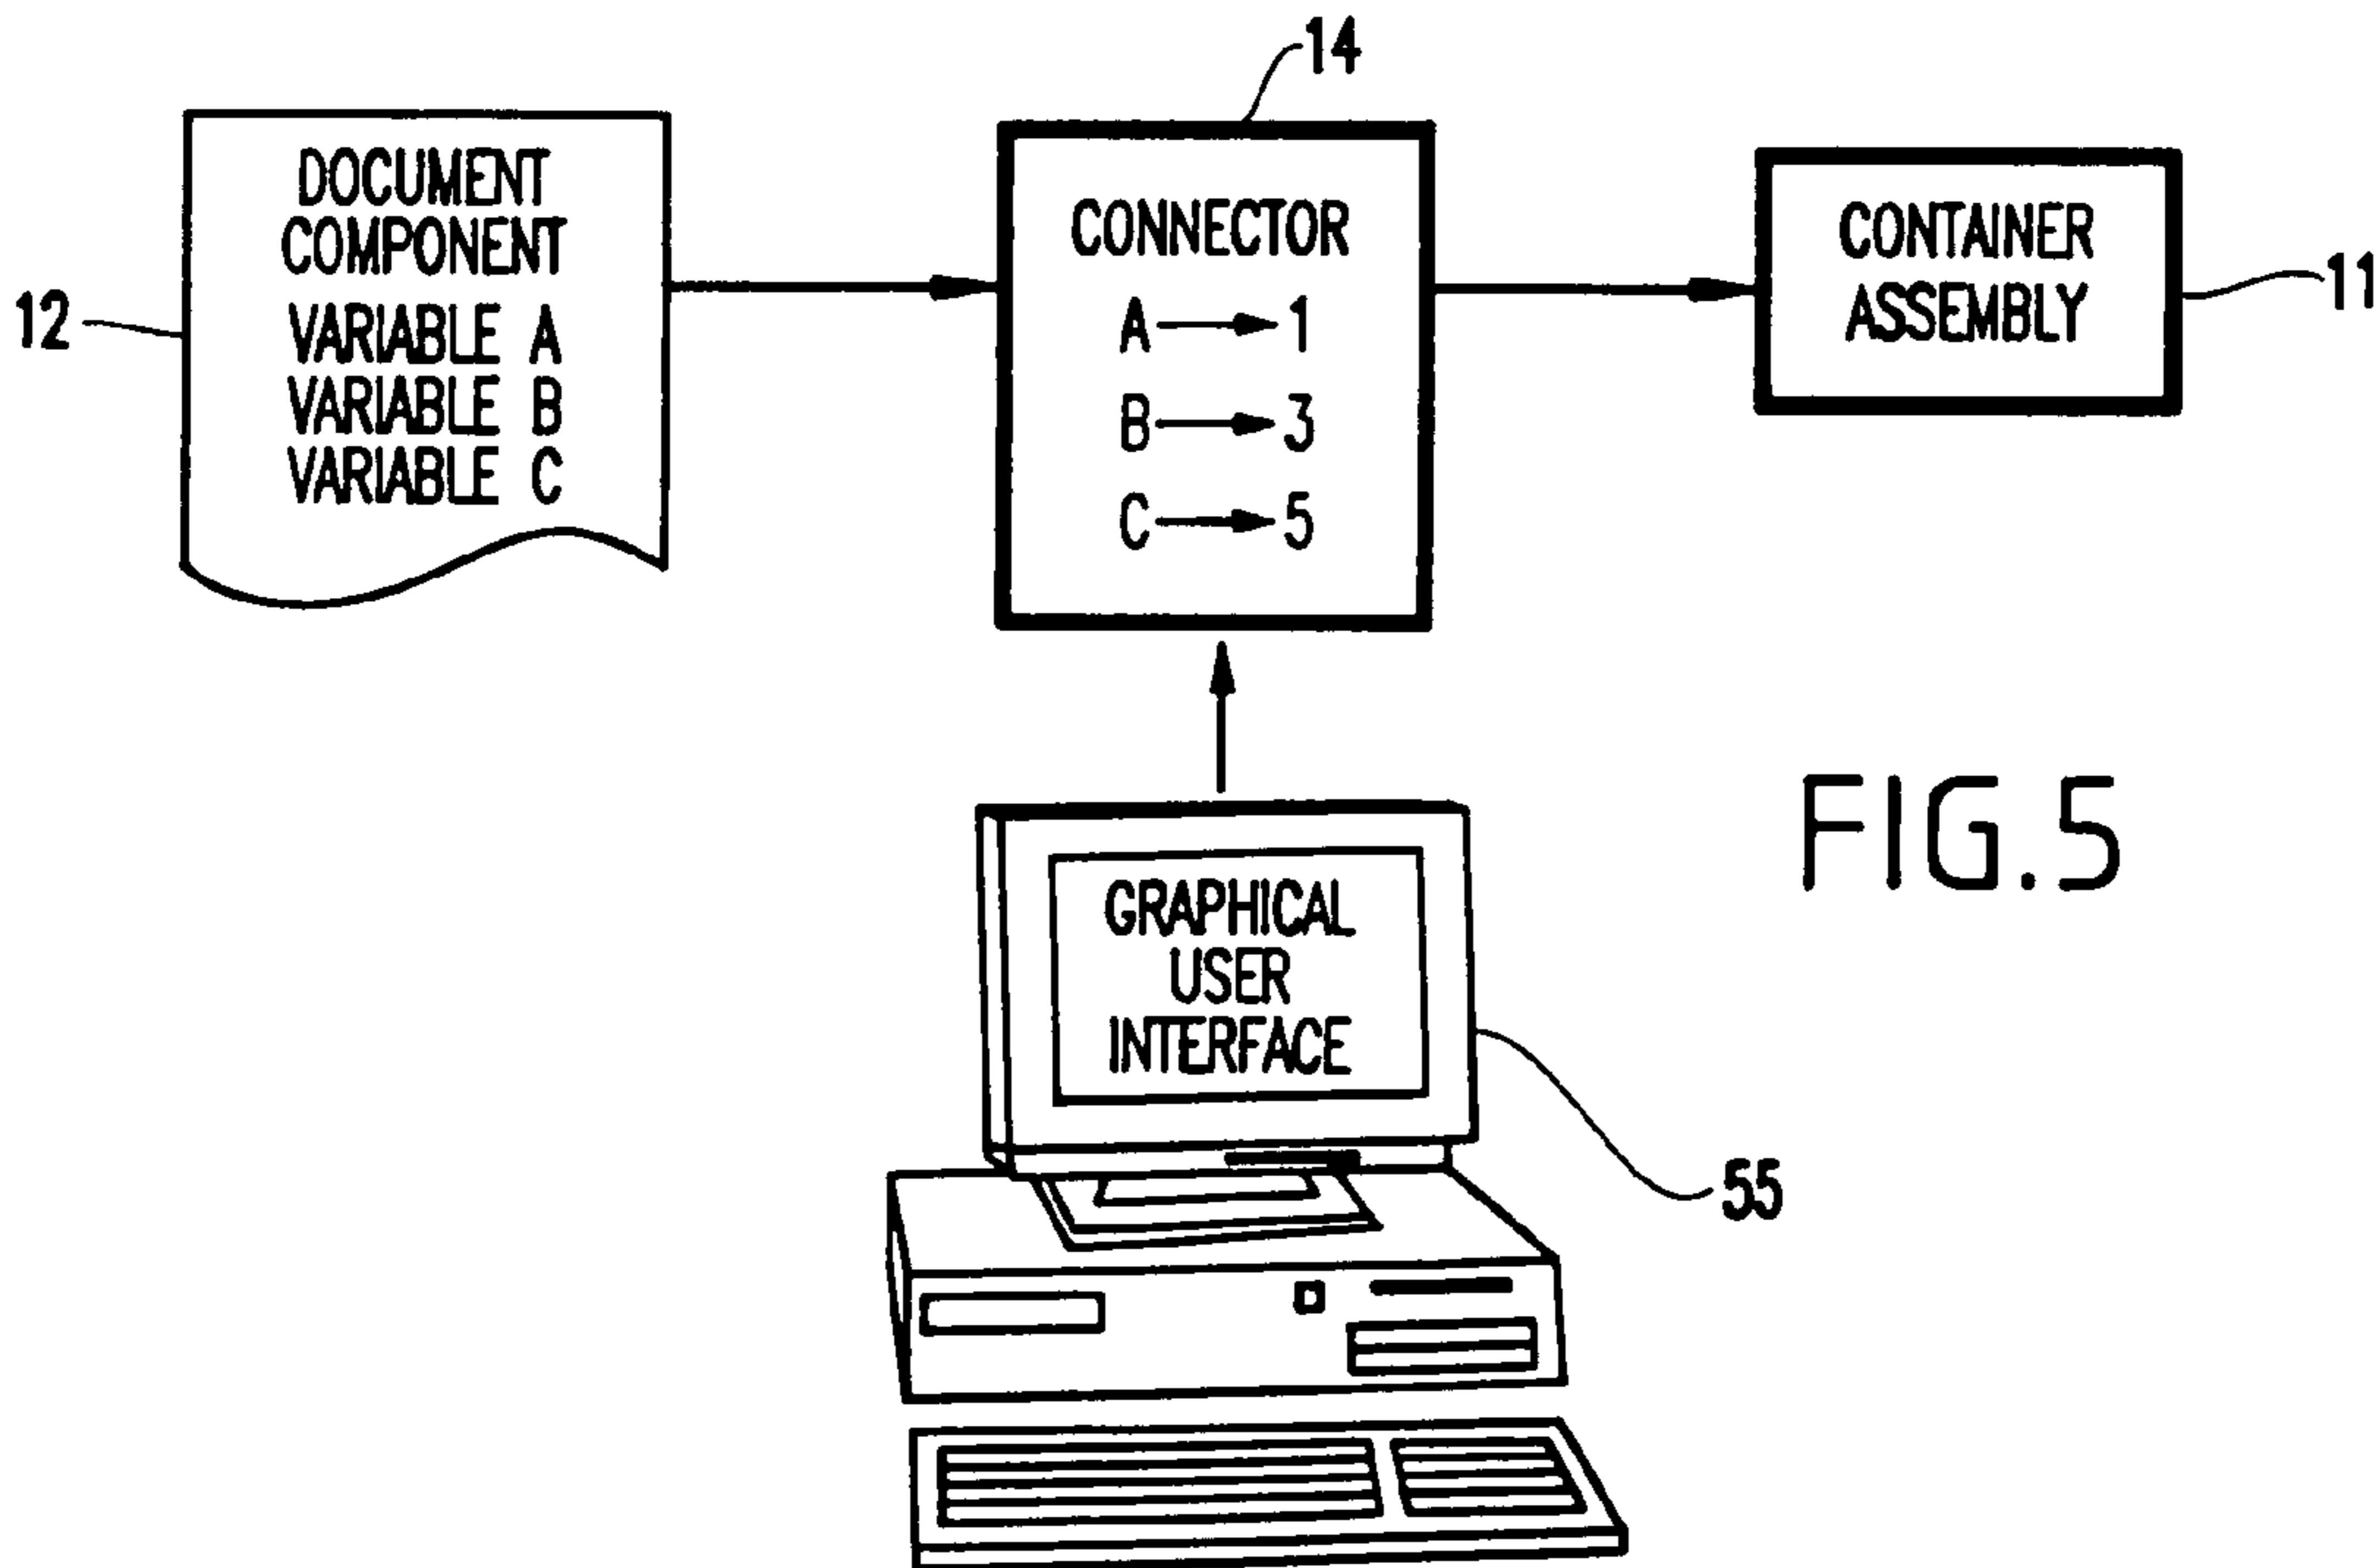 14
DOCUMENT
COMPONENT
VARIABLE A
VARIABLE B
VARIABLE C
12
CONNECTOR
A 1
B 3
C 5
CONTAINER
ASSEMBLY
11
FIG.5
GRAPHICAL
USER
INTERFACE
55